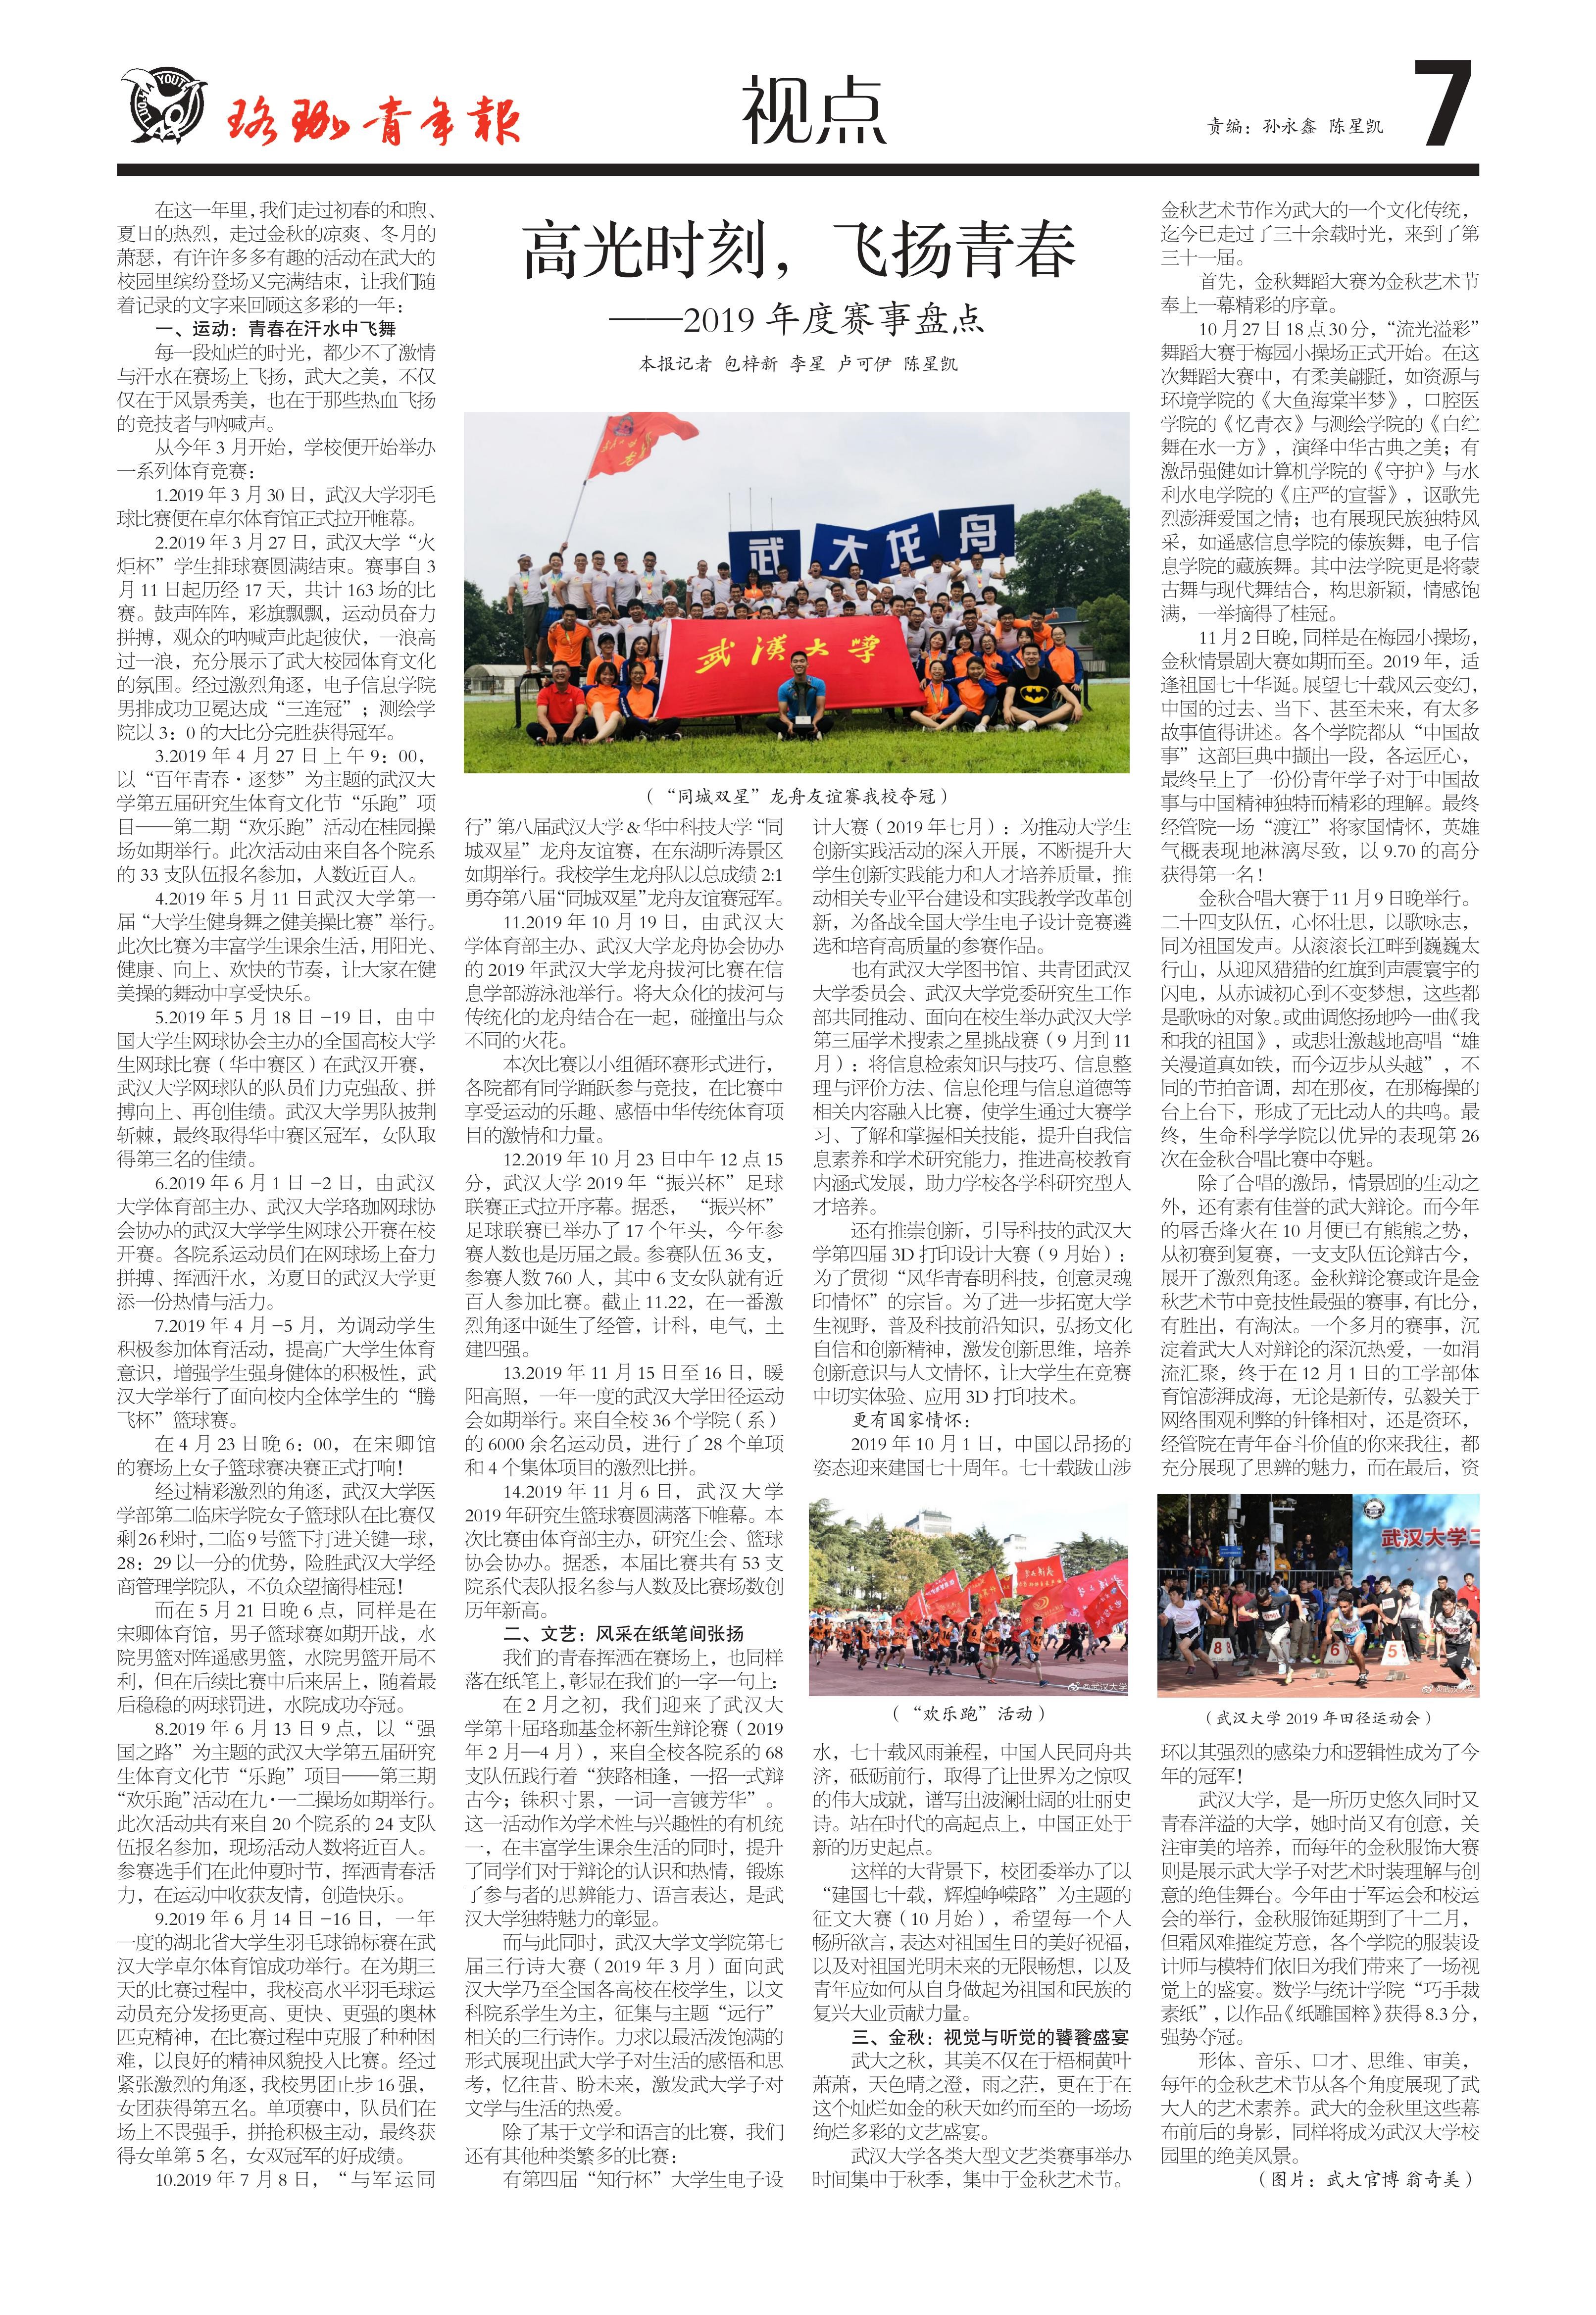 YOUTH
珞珈青年報
视点
责编：孙永鑫 陈星凯
7
高光时刻，飞扬青春
——2019 年度赛事盘点
本报记者 包梓新 李星 卢可伊 陈星凯
在这一年里，我们走过初春的和煦、
夏日的热烈，走过金秋的凉爽、冬月的
萧瑟，有许许多多有趣的活动在武大的
校园里缤纷登场又完满结束，让我们随
着记录的文字来回顾这多彩的一年：
一、运动：青春在汗水中飞舞
每一段灿烂的时光，都少不了激情
与汗水在赛场上飞扬，武大之美，不仅
仅在于风景秀美，也在于那些热血飞扬
的竞技者与呐喊声。
从今年 3 月开始，学校便开始举办
一系列体育竞赛：
1.2019 年 3 月 30 日，武汉大学羽毛
球比赛便在卓尔体育馆正式拉开帷幕。
2.2019 年 3 月 27 日，武汉大学“火
炬杯”学生排球赛圆满结束。赛事自 3
月 11 日起历经 17 天，共计 163 场的比
赛。鼓声阵阵，彩旗飘飘，运动员奋力
拼搏，观众的呐喊声此起彼伏，一浪高
过一浪，充分展示了武大校园体育文化
的氛围。经过激烈角逐，电子信息学院
男排成功卫冕达成“三连冠”；测绘学
院以 3：0 的大比分完胜获得冠军。
3.2019 年 4 月 27 日上午 9：00，
以“百年青春·逐梦”为主题的武汉大
学第五届研究生体育文化节“乐跑”项
目——第二期“欢乐跑”活动在桂园操
场如期举行。此次活动由来自各个院系
的 33 支队伍报名参加，人数近百人。
4.2019 年 5 月 11 日武汉大学第一
届“大学生健身舞之健美操比赛”举行。
此次比赛为丰富学生课余生活，用阳光、
健康、向上、欢快的节奏，让大家在健
美操的舞动中享受快乐。
5.2019 年 5 月 18 日 -19 日，由中
国大学生网球协会主办的全国高校大学
生网球比赛（华中赛区）在武汉开赛，
武汉大学网球队的队员们力克强敌、拼
搏向上、再创佳绩。武汉大学男队披荆
斩棘，最终取得华中赛区冠军，女队取
得第三名的佳绩。
6.2019 年 6 月 1 日 -2 日，由武汉
大学体育部主办、武汉大学珞珈网球协
会协办的武汉大学学生网球公开赛在校
开赛。各院系运动员们在网球场上奋力
拼搏、挥洒汗水，为夏日的武汉大学更
添一份热情与活力。
7.2019 年 4 月 -5 月，为调动学生
积极参加体育活动，提高广大学生体育
意识，增强学生强身健体的积极性，武
汉大学举行了面向校内全体学生的“腾
飞杯”篮球赛。
在 4 月 23 日晚 6：00，在宋卿馆
的赛场上女子篮球赛决赛正式打响！
经过精彩激烈的角逐，武汉大学医
学部第二临床学院女子篮球队在比赛仅
剩 26 秒时，二临 9 号篮下打进关键一球，
28：29 以一分的优势，险胜武汉大学经
商管理学院队，不负众望摘得桂冠！
而在 5 月 21 日晚 6 点，同样是在
宋卿体育馆，男子篮球赛如期开战，水
院男篮对阵遥感男篮，水院男篮开局不
利，但在后续比赛中后来居上，随着最
后稳稳的两球罚进，水院成功夺冠。
8.2019 年 6 月 13 日 9 点，以“强
国之路”为主题的武汉大学第五届研究
生体育文化节“乐跑”项目——第三期
“欢乐跑”活动在九·一二操场如期举行。
此次活动共有来自 20 个院系的 24 支队
伍报名参加，现场活动人数将近百人。
参赛选手们在此仲夏时节，挥洒青春活
力，在运动中收获友情，创造快乐。
9.2019 年 6 月 14 日 -16 日，一年
一度的湖北省大学生羽毛球锦标赛在武
汉大学卓尔体育馆成功举行。在为期三
天的比赛过程中，我校高水平羽毛球运
动员充分发扬更高、更快、更强的奥林
匹克精神，在比赛过程中克服了种种困
难，以良好的精神风貌投入比赛。经过
紧张激烈的角逐，我校男团止步 16 强，
女团获得第五名。单项赛中，队员们在
场上不畏强手，拼抢积极主动，最终获
得女单第 5 名，女双冠军的好成绩。
10.2019 年 7 月 8 日，“与军运同
武大龙舟
武漢大学
（“同城双星”龙舟友谊赛我校夺冠）
行”第八届武汉大学 & 华中科技大学“同
城双星”龙舟友谊赛，在东湖听涛景区
如期举行。我校学生龙舟队以总成绩 2:1
勇夺第八届“同城双星”龙舟友谊赛冠军。
11.2019 年 10 月 19 日，由武汉大
学体育部主办、武汉大学龙舟协会协办
的 2019 年武汉大学龙舟拔河比赛在信
息学部游泳池举行。将大众化的拔河与
传统化的龙舟结合在一起，碰撞出与众
不同的火花。
本次比赛以小组循环赛形式进行，
各院都有同学踊跃参与竞技，在比赛中
享受运动的乐趣、感悟中华传统体育项
目的激情和力量。
12.2019 年 10 月 23 日中午 12 点 15
分，武汉大学 2019 年“振兴杯”足球
联赛正式拉开序幕。据悉，“振兴杯”
足球联赛已举办了 17 个年头，今年参
赛人数也是历届之最。参赛队伍 36 支，
参赛人数 760 人，其中 6 支女队就有近
百人参加比赛。截止 11.22，在一番激
烈角逐中诞生了经管，计科，电气，土
建四强。
13.2019 年 11 月 15 日至 16 日，暖
阳高照，一年一度的武汉大学田径运动
会如期举行。来自全校 36 个学院（系）
的 6000 余名运动员，进行了 28 个单项
和 4 个集体项目的激烈比拼。
14.2019 年 11 月 6 日，武汉大学
2019 年研究生篮球赛圆满落下帷幕。本
次比赛由体育部主办，研究生会、篮球
协会协办。据悉，本届比赛共有 53 支
院系代表队报名参与人数及比赛场数创
历年新高。
二、文艺：风采在纸笔间张扬
我们的青春挥洒在赛场上，也同样
落在纸笔上，彰显在我们的一字一句上：
在 2 月之初，我们迎来了武汉大
学第十届珞珈基金杯新生辩论赛（2019
年 2 月—4 月），来自全校各院系的 68
支队伍践行着“狭路相逢，一招一式辩
古今；铢积寸累，一词一言镀芳华”。
这一活动作为学术性与兴趣性的有机统
一，在丰富学生课余生活的同时，提升
了同学们对于辩论的认识和热情，锻炼
了参与者的思辨能力、语言表达，是武
汉大学独特魅力的彰显。
而与此同时，武汉大学文学院第七
届三行诗大赛（2019 年 3 月）面向武
汉大学乃至全国各高校在校学生，以文
科院系学生为主，征集与主题“远行”
相关的三行诗作。力求以最活泼饱满的
形式展现出武大学子对生活的感悟和思
考，忆往昔、盼未来，激发武大学子对
文学与生活的热爱。
除了基于文学和语言的比赛，我们
还有其他种类繁多的比赛：
有第四届“知行杯”大学生电子设
计大赛（2019 年七月）：为推动大学生
创新实践活动的深入开展，不断提升大
学生创新实践能力和人才培养质量，推
动相关专业平台建设和实践教学改革创
新，为备战全国大学生电子设计竞赛遴
选和培育高质量的参赛作品。
也有武汉大学图书馆、共青团武汉
大学委员会、武汉大学党委研究生工作
部共同推动、面向在校生举办武汉大学
第三届学术搜索之星挑战赛（9 月到 11
月）：将信息检索知识与技巧、信息整
理与评价方法、信息伦理与信息道德等
相关内容融入比赛，使学生通过大赛学
习、了解和掌握相关技能，提升自我信
息素养和学术研究能力，推进高校教育
内涵式发展，助力学校各学科研究型人
才培养。
还有推崇创新，引导科技的武汉大
学第四届 3D 打印设计大赛（9 月始）：
为了贯彻“风华青春明科技，创意灵魂
印情怀”的宗旨。为了进一步拓宽大学
生视野，普及科技前沿知识，弘扬文化
自信和创新精神，激发创新思维，培养
创新意识与人文情怀，让大学生在竞赛
中切实体验、应用 3D 打印技术。
更有国家情怀：
2019 年 10 月 1 日，中国以昂扬的
姿态迎来建国七十周年。七十载跋山涉
@武汉大学
（“欢乐跑”活动）
水，七十载风雨兼程，中国人民同舟共
济，砥砺前行，取得了让世界为之惊叹
的伟大成就，谱写出波澜壮阔的壮丽史
诗。站在时代的高起点上，中国正处于
新的历史起点。
这样的大背景下，校团委举办了以
“建国七十载，辉煌峥嵘路”为主题的
征文大赛（10 月始），希望每一个人
畅所欲言，表达对祖国生日的美好祝福，
以及对祖国光明未来的无限畅想，以及
青年应如何从自身做起为祖国和民族的
复兴大业贡献力量。
三、金秋：视觉与听觉的饕餮盛宴
武大之秋，其美不仅在于梧桐黄叶
萧萧，天色晴之澄，雨之茫，更在于在
这个灿烂如金的秋天如约而至的一场场
绚烂多彩的文艺盛宴。
武汉大学各类大型文艺类赛事举办
时间集中于秋季，集中于金秋艺术节。
金秋艺术节作为武大的一个文化传统，
迄今已走过了三十余载时光，来到了第
三十一届。
首先，金秋舞蹈大赛为金秋艺术节
奉上一幕精彩的序章。
10 月 27 日 18 点 30 分，“流光溢彩”
舞蹈大赛于梅园小操场正式开始。在这
次舞蹈大赛中，有柔美翩跹，如资源与
环境学院的《大鱼海棠半梦》，口腔医
学院的《忆青衣》与测绘学院的《白纻
舞在水一方》，演绎中华古典之美；有
激昂强健如计算机学院的《守护》与水
利水电学院的《庄严的宣誓》，讴歌先
烈澎湃爱国之情；也有展现民族独特风
采，如遥感信息学院的傣族舞，电子信
息学院的藏族舞。其中法学院更是将蒙
古舞与现代舞结合，构思新颖，情感饱
满，一举摘得了桂冠。
11 月 2 日晚，同样是在梅园小操场，
金秋情景剧大赛如期而至。2019 年，适
逢祖国七十华诞。展望七十载风云变幻，
中国的过去、当下、甚至未来，有太多
故事值得讲述。各个学院都从“中国故
事”这部巨典中撷出一段，各运匠心，
最终呈上了一份份青年学子对于中国故
事与中国精神独特而精彩的理解。最终
经管院一场“渡江”将家国情怀，英雄
气概表现地淋漓尽致，以 9.70 的高分
获得第一名！
金秋合唱大赛于 11 月 9 日晚举行。
二十四支队伍，心怀壮思，以歌咏志，
同为祖国发声。从滚滚长江畔到巍巍太
行山，从迎风猎猎的红旗到声震寰宇的
闪电，从赤诚初心到不变梦想，这些都
是歌咏的对象。或曲调悠扬地吟一曲《我
和我的祖国》，或悲壮激越地高唱“雄
关漫道真如铁，而今迈步从头越”，不
同的节拍音调，却在那夜，在那梅操的
台上台下，形成了无比动人的共鸣。最
终，生命科学学院以优异的表现第 26
次在金秋合唱比赛中夺魁。
除了合唱的激昂，情景剧的生动之
外，还有素有佳誉的武大辩论。而今年
的唇舌烽火在 10 月便已有熊熊之势，
从初赛到复赛，一支支队伍论辩古今，
展开了激烈角逐。金秋辩论赛或许是金
秋艺术节中竞技性最强的赛事，有比分，
有胜出，有淘汰。一个多月的赛事，沉
淀着武大人对辩论的深沉热爱，一如涓
流汇聚，终于在 12 月 1 日的工学部体
育馆澎湃成海，无论是新传，弘毅关于
网络围观利弊的针锋相对，还是资环，
经管院在青年奋斗价值的你来我往，都
充分展现了思辨的魅力，而在最后，资
武汉大学二
8
6
5
（武汉大学 2019 年田径运动会）
环以其强烈的感染力和逻辑性成为了今
年的冠军！
武汉大学，是一所历史悠久同时又
青春洋溢的大学，她时尚又有创意，关
注审美的培养，而每年的金秋服饰大赛
则是展示武大学子对艺术时装理解与创
意的绝佳舞台。今年由于军运会和校运
会的举行，金秋服饰延期到了十二月，
但霜风难摧绽芳意，各个学院的服装设
计师与模特们依旧为我们带来了一场视
觉上的盛宴。数学与统计学院“巧手裁
素纸”，以作品《纸雕国粹》获得 8.3 分，
强势夺冠。
形体、音乐、口才、思维、审美，
每年的金秋艺术节从各个角度展现了武
大人的艺术素养。武大的金秋里这些幕
布前后的身影，同样将成为武汉大学校
园里的绝美风景。
（图片：武大官博 翁奇美）